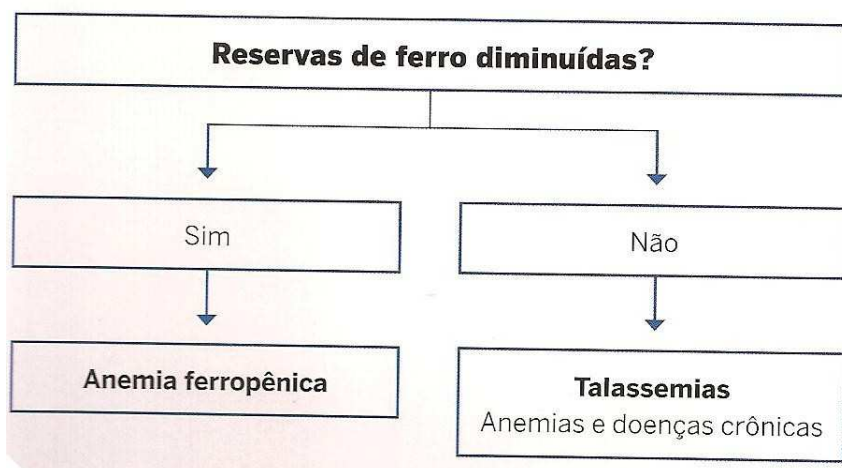 Reservas de ferro diminuídas?
Sim
Não
Anemia ferropênica
Talassemias
Anemias e doenças crônicas